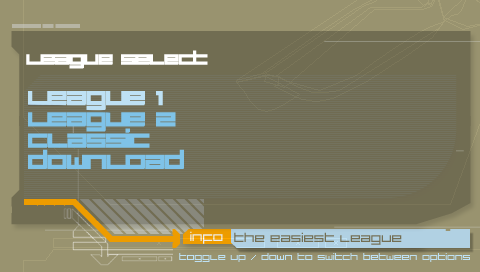 League select
League 1
League 2
classic
download
info the easiest League
toggle up / down to switch between options